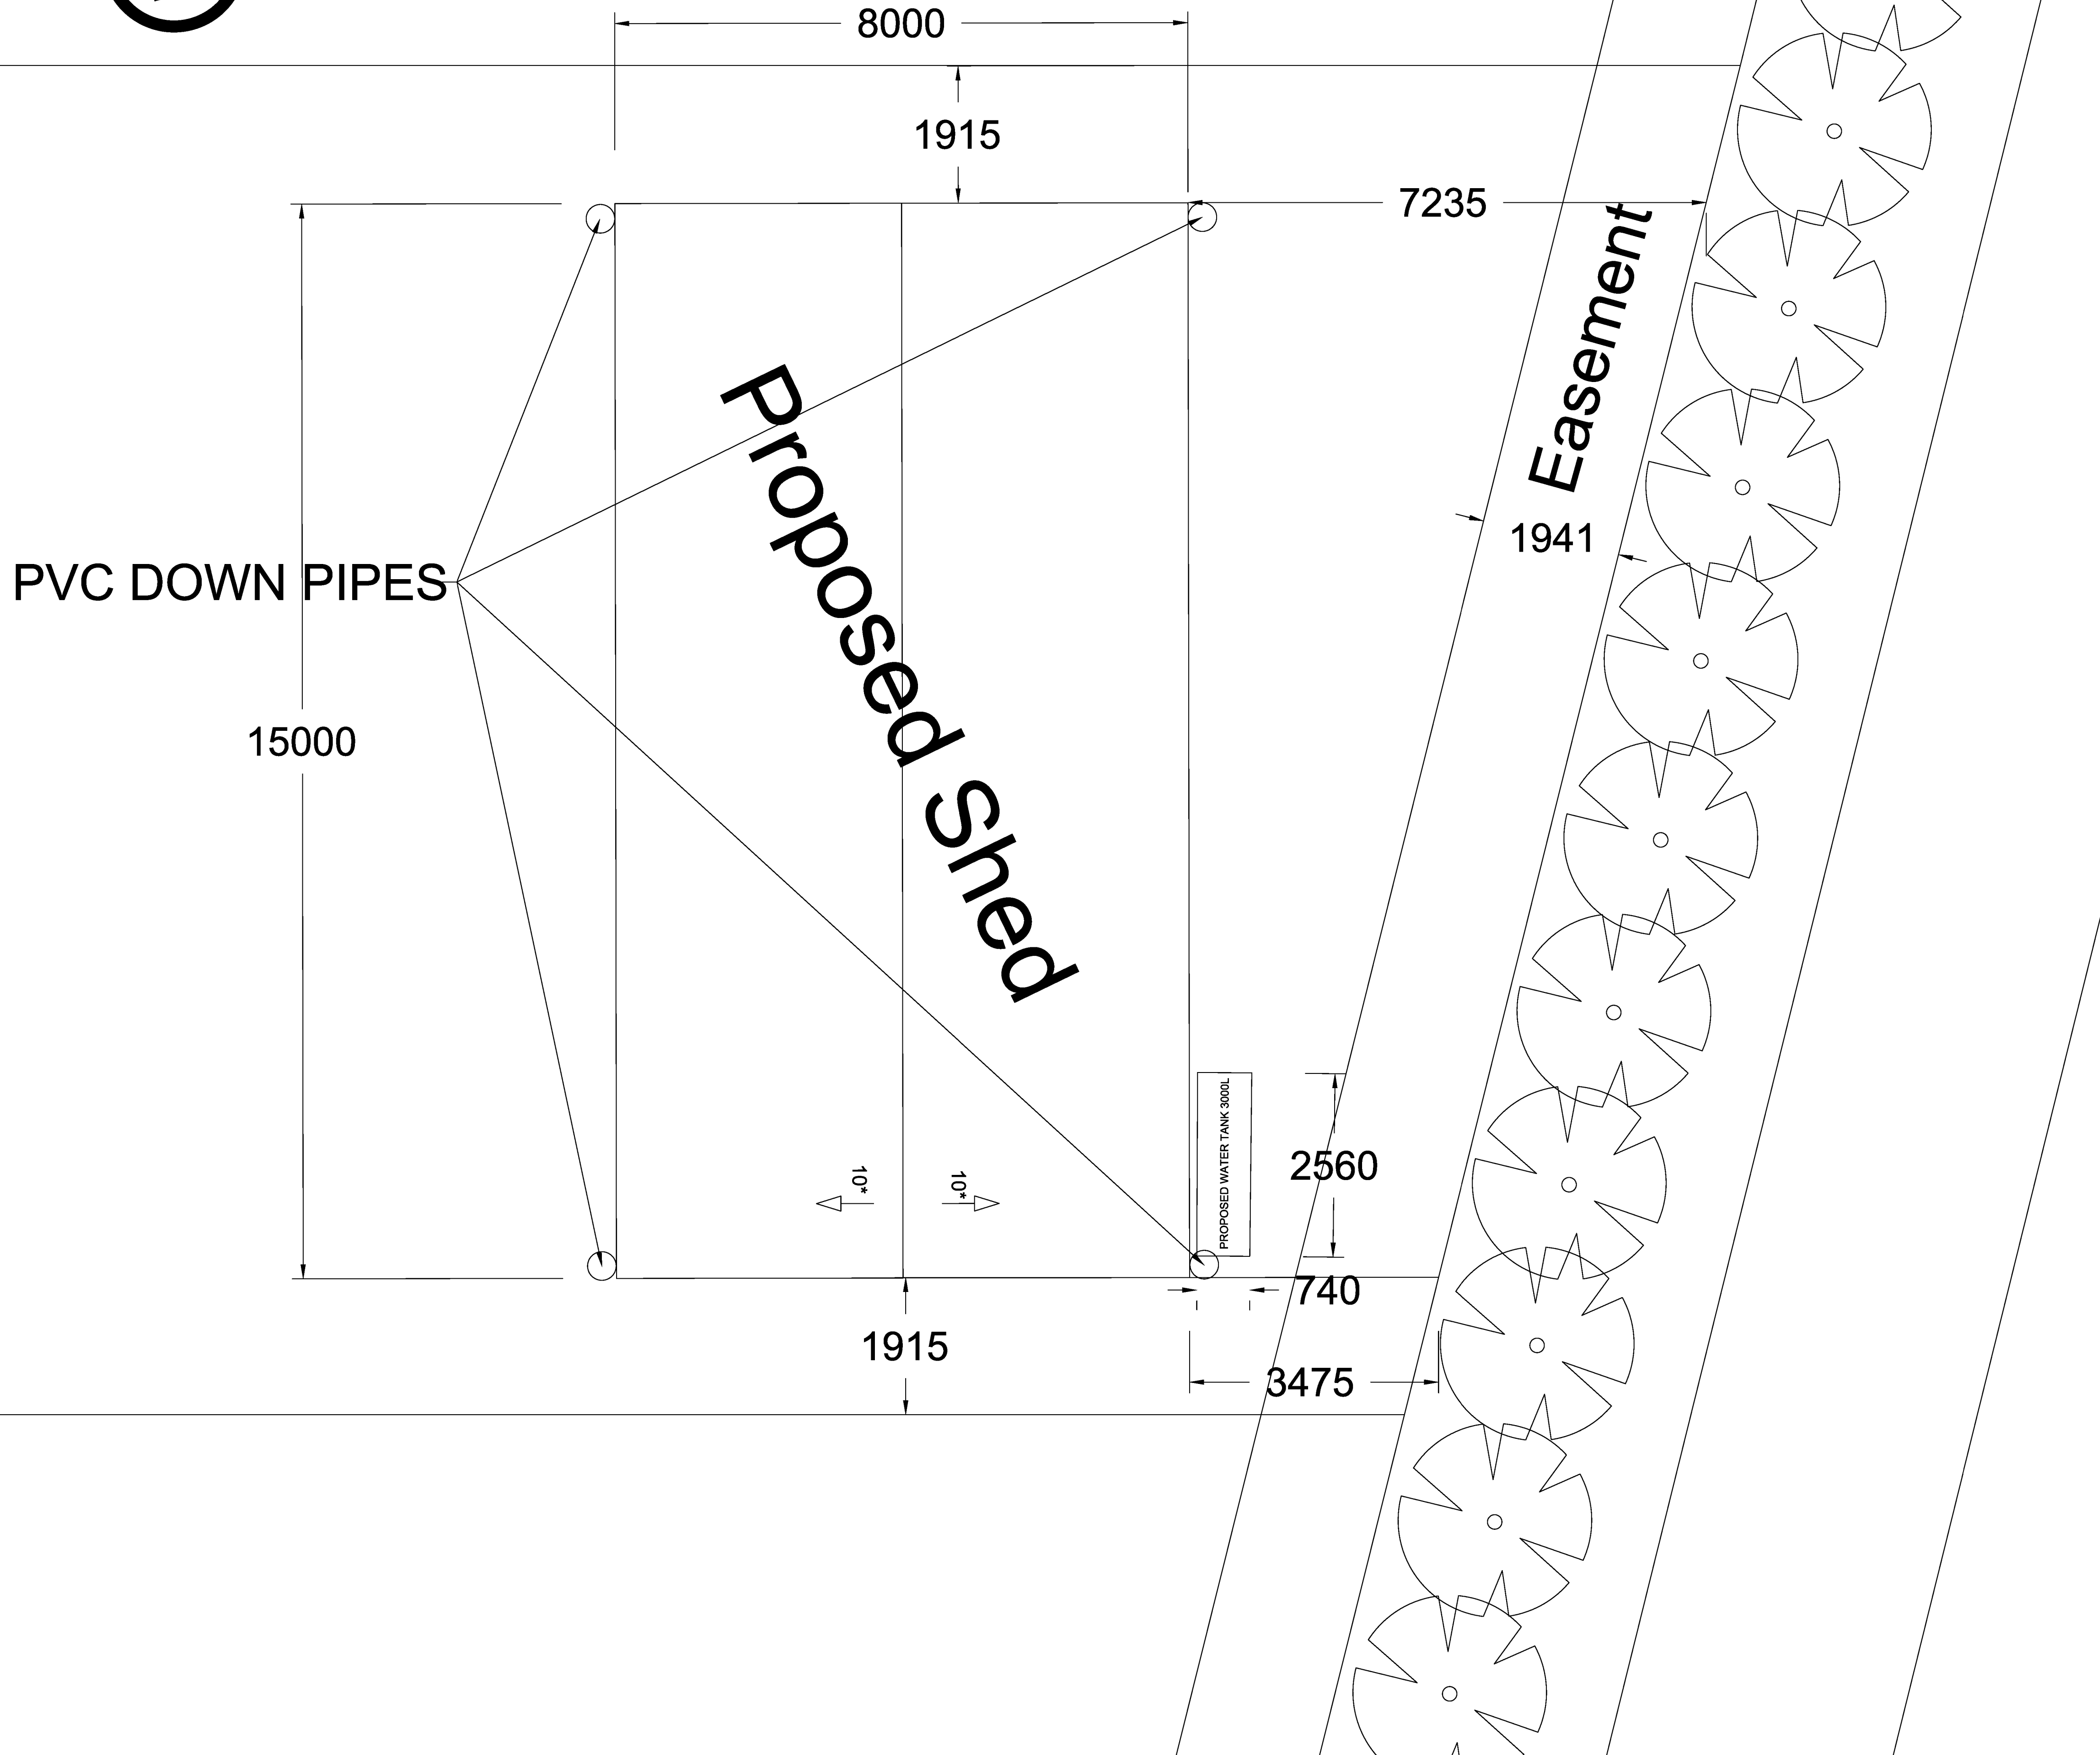 8000
1915
7235
Easement
1941
PVC DOWN PIPES
Proposed Shed
15000
PROPOSED WATER TANK 3000L
2560
10*
10*
740
1915
3475